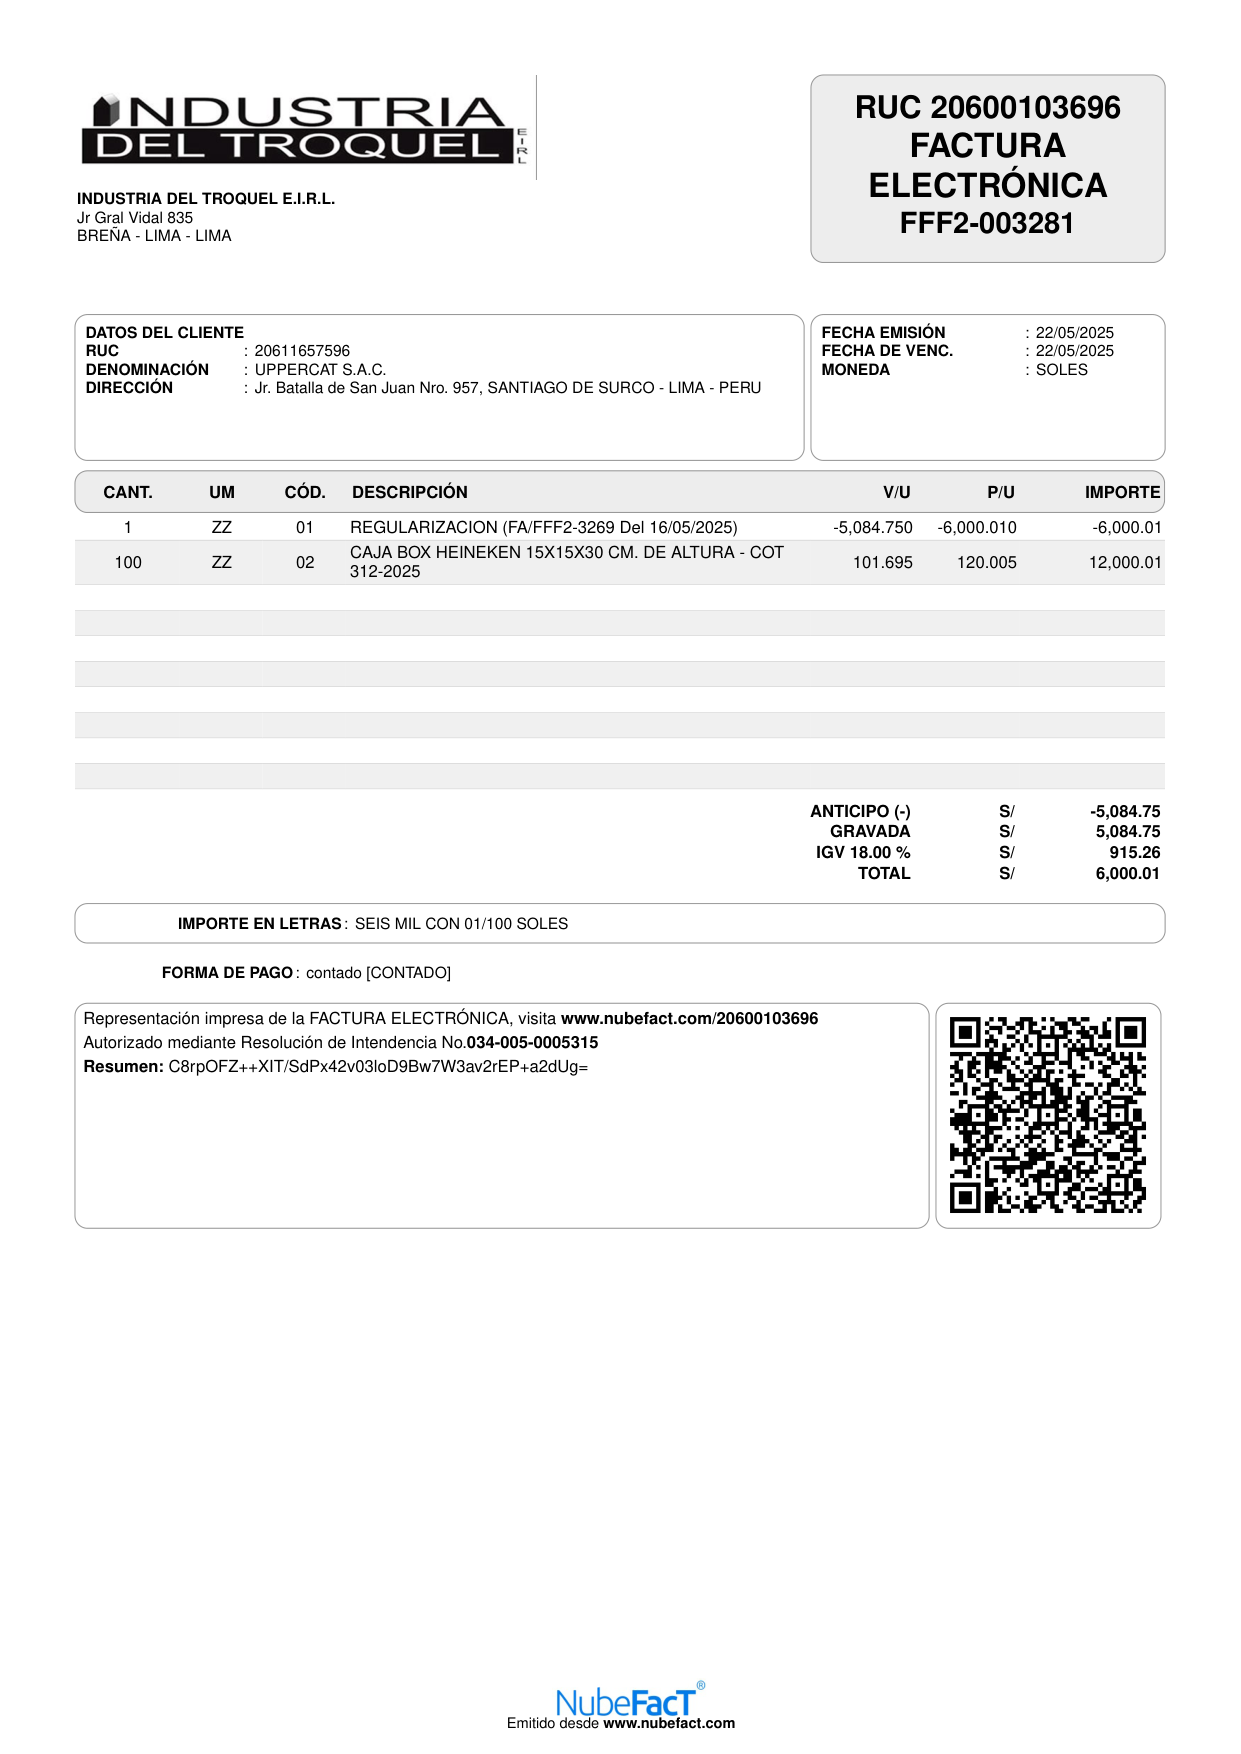 INDUSTRIA
DEL TROQUEL EIRL
RUC 20600103696
FACTURA
ELECTRÓNICA
FFF2-003281
INDUSTRIA DEL TROQUEL E.I.R.L.
Jr Gral Vidal 835
BREÑA - LIMA - LIMA
DATOS DEL CLIENTE
RUC : 20611657596
DENOMINACIÓN : UPPERCAT S.A.C.
DIRECCIÓN : Jr. Batalla de San Juan Nro. 957, SANTIAGO DE SURCO - LIMA - PERU
FECHA EMISIÓN : 22/05/2025
FECHA DE VENC. : 22/05/2025
MONEDA : SOLES
CANT. UM CÓD. DESCRIPCIÓN V/U P/U IMPORTE
1 ZZ 01 REGULARIZACION (FA/FFF2-3269 Del 16/05/2025) -5,084.750 -6,000.010 -6,000.01
100 ZZ 02 CAJA BOX HEINEKEN 15X15X30 CM. DE ALTURA - COT 101.695 120.005 12,000.01
312-2025
ANTICIPO (-) S/ -5,084.75
GRAVADA S/ 5,084.75
IGV 18.00 % S/ 915.26
TOTAL S/ 6,000.01
IMPORTE EN LETRAS : SEIS MIL CON 01/100 SOLES
FORMA DE PAGO : contado [CONTADO]
Representación impresa de la FACTURA ELECTRÓNICA, visita www.nubefact.com/20600103696
Autorizado mediante Resolución de Intendencia No.034-005-0005315
Resumen: C8rpOFZ++XIT/SdPx42v03loD9Bw7W3av2rEP+a2dUg=
NubeFacT®
Emitido desde www.nubefact.com